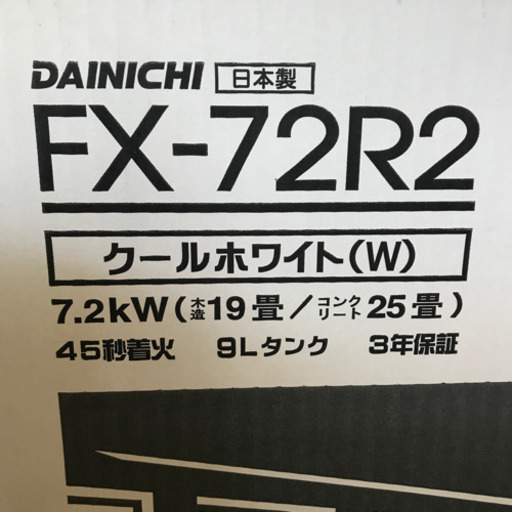 DAINICHI 日本製
FX-72R2
クールホワイト(W)
7.2kW(木造19畳/コンクリート25畳)
45秒着火 9Lタンク 3年保証